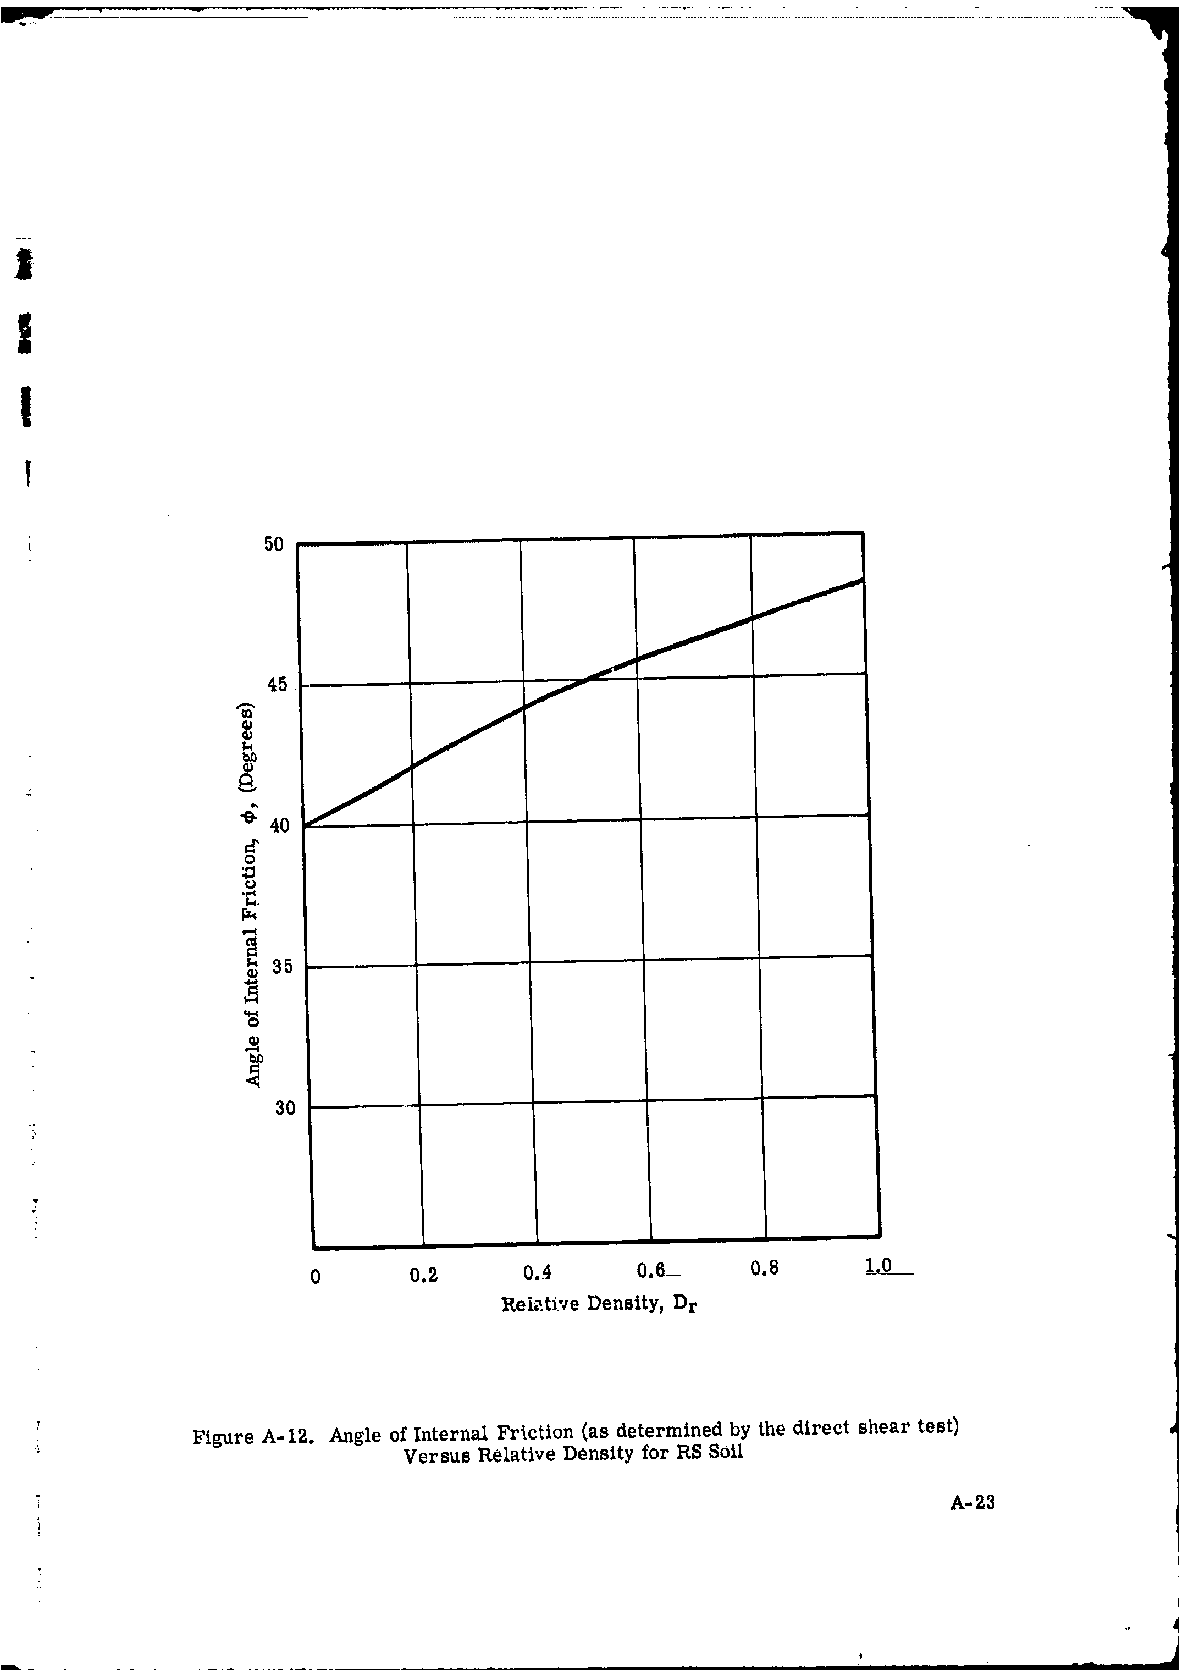 50
45
40
35
30
Angle of Internal Friction, ϕ, (Degrees)
0 0.2 0.4 0.6 0.8 1.0
Relative Density, Dr
Figure A-12. Angle of Internal Friction (as determined by the direct shear test)
Versus Relative Density for RS Soil
A-23